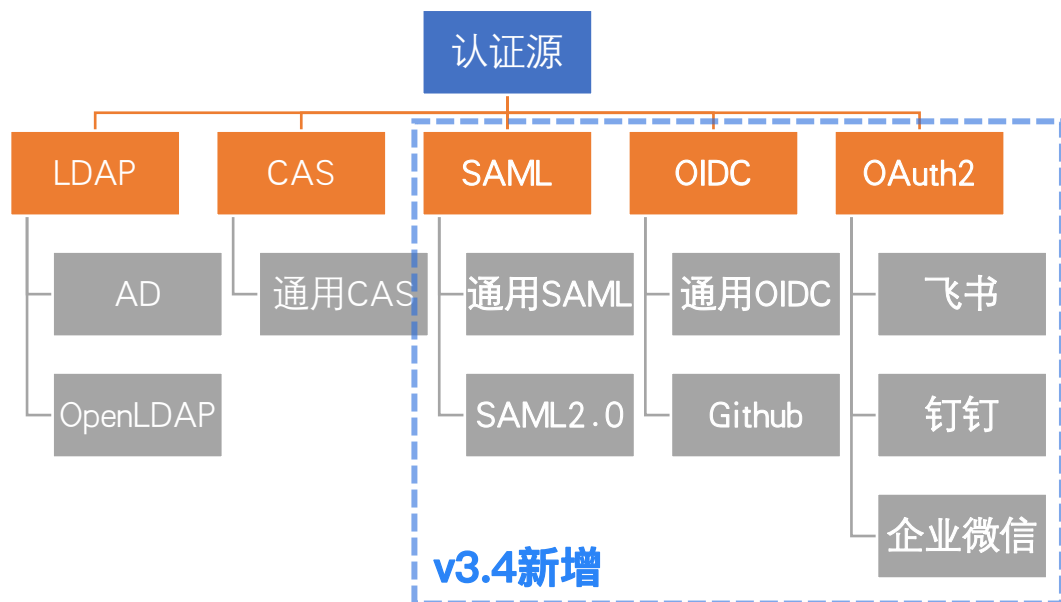 认证源
LDAP
CAS
SAML
OIDC
OAuth2
AD
通用CAS
通用SAML
通用OIDC
飞书
OpenLDAP
SAML2.0
Github
钉钉
企业微信
v3.4新增